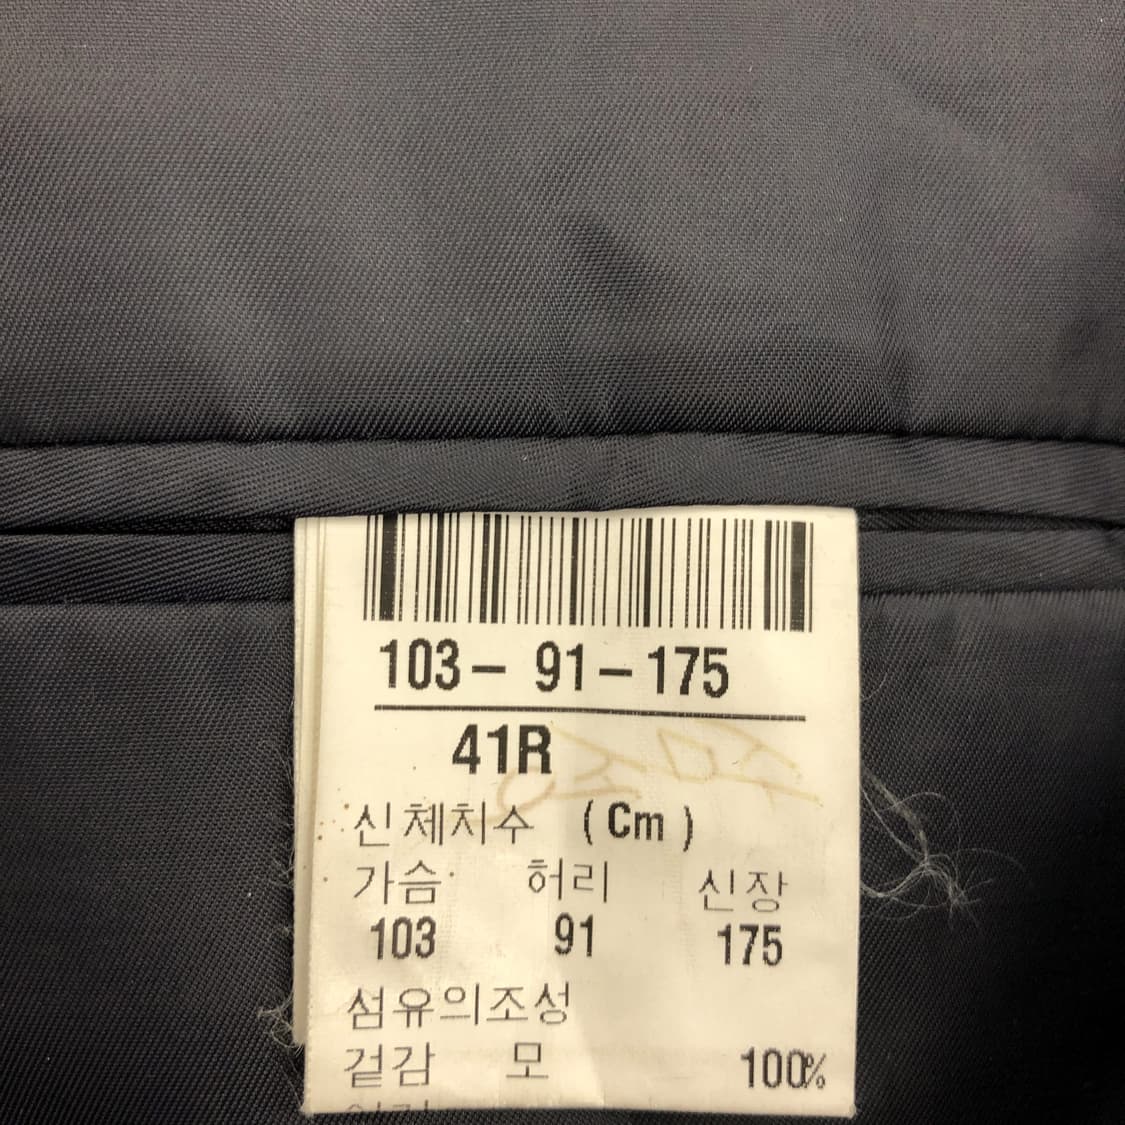 103- 91-175
41R
신체치수 (Cm)
가슴 허리 신장
103 91 175
섬유의조성
겉감 모 100%